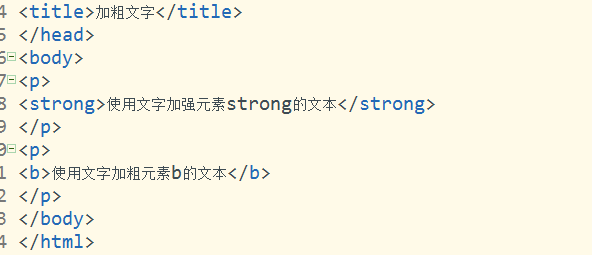 4 <title>加粗文字</title>
5 </head>
6 <body>
7 <p>
8 <strong>使用文字加强元素strong的文本</strong>
9 </p>
0 <p>
1 <b>使用文字加粗元素b的文本</b>
2 </p>
3 </body>
4 </html>